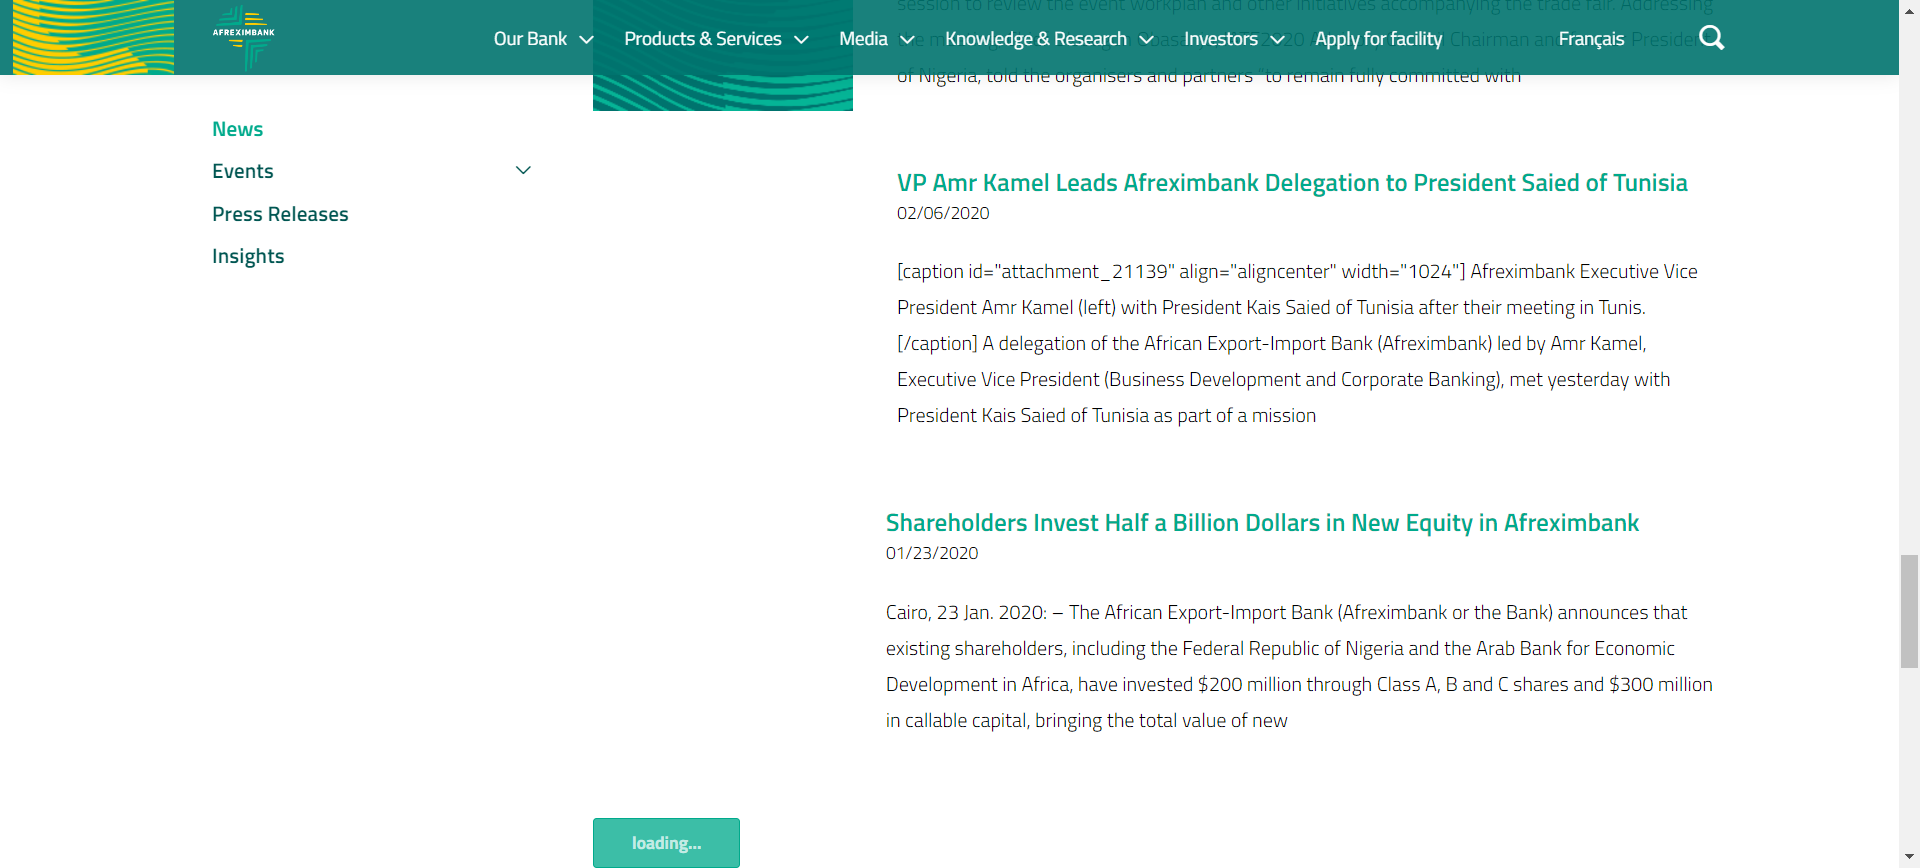 AFREXIMBANK
Our Bank
Products & Services
Media
Knowledge & Research
Investors
Apply for facility
Français
session to review the event workplan and other initiatives accompanying the trade fair. Addressing
Chairman and
of Nigeria, told the organisers and partners "to remain fully committed with
News
Events
Press Releases
Insights
VP Amr Kamel Leads Afreximbank Delegation to President Saied of Tunisia
02/06/2020
[caption id="attachment_21139" align="aligncenter" width="1024"] Afreximbank Executive Vice
President Amr Kamel (left) with President Kais Saied of Tunisia after their meeting in Tunis.
[/caption] A delegation of the African Export-Import Bank (Afreximbank) led by Amr Kamel,
Executive Vice President (Business Development and Corporate Banking), met yesterday with
President Kais Saied of Tunisia as part of a mission
Shareholders Invest Half a Billion Dollars in New Equity in Afreximbank
01/23/2020
Cairo, 23 Jan. 2020: – The African Export-Import Bank (Afreximbank or the Bank) announces that
existing shareholders, including the Federal Republic of Nigeria and the Arab Bank for Economic
Development in Africa, have invested $200 million through Class A, B and C shares and $300 million
in callable capital, bringing the total value of new
loading...